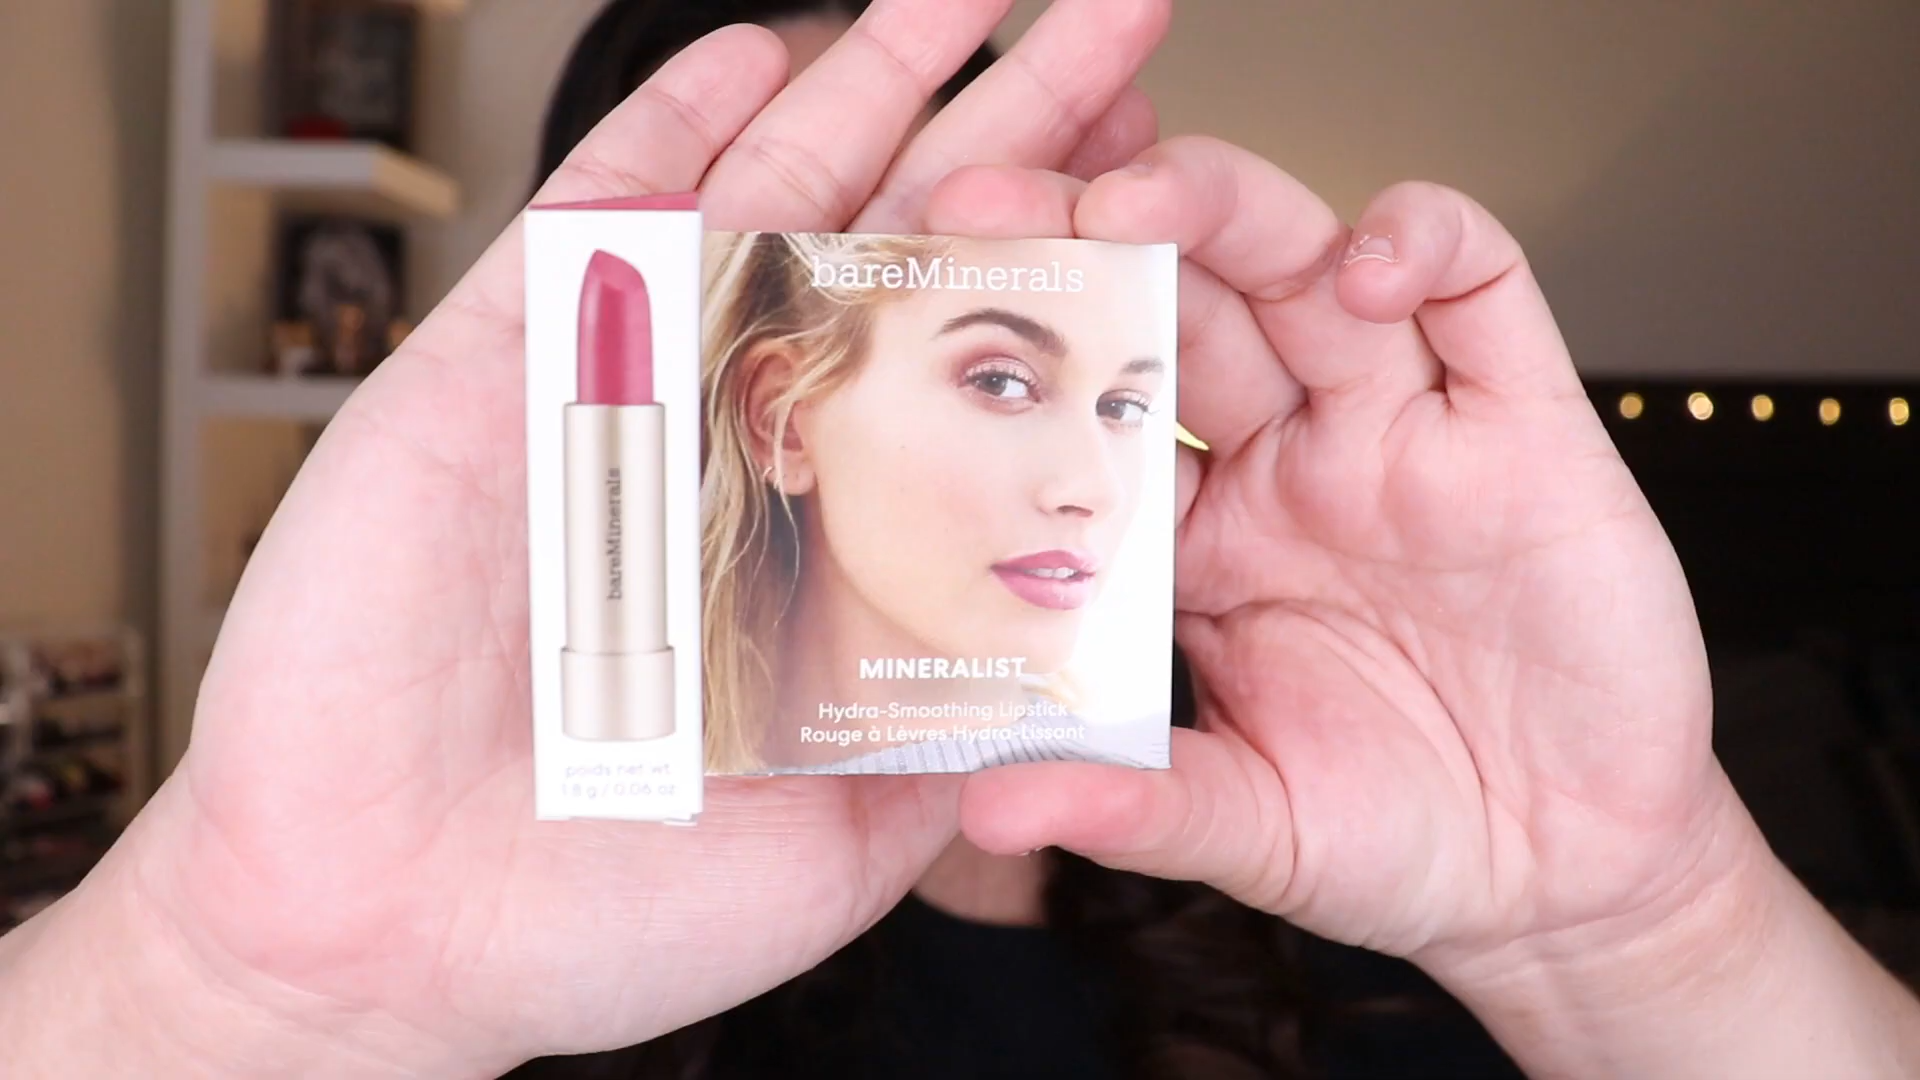 bareMinerals
poids net wt.
1.8 g / 0.06 oz
bareMinerals
MINERALIST
Hydra-Smoothing Lipstick
Rouge à Lèvres Hydra-Lissant